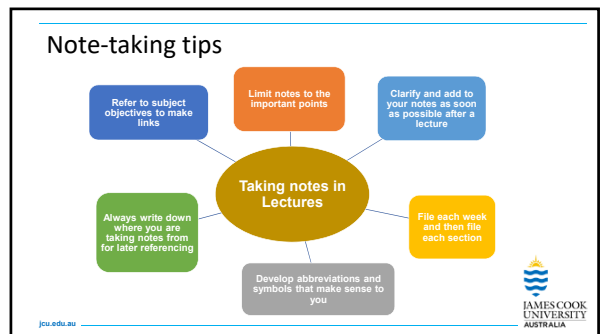 Note-taking tips
Refer to subject
objectives to make
links
Limit notes to the
important points
Clarify and add to
your notes as soon
as possible after a
lecture
Taking notes in
Lectures
Always write down
where you are
taking notes from
for later referencing
File each week
and then file
each section
Develop abbreviations and
symbols that make sense to
you
jcu.edu.au
JAMES COOK
UNIVERSITY
AUSTRALIA